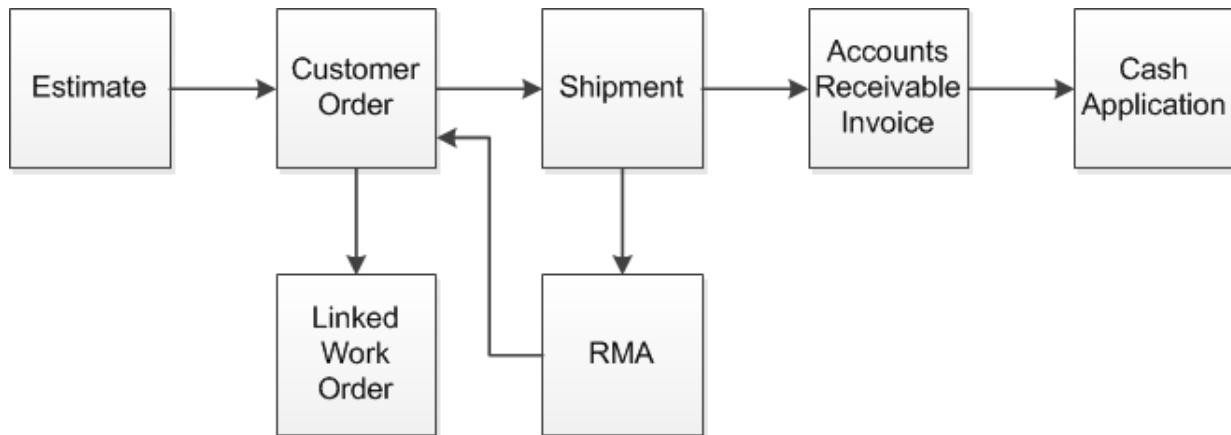 Estimate
Customer
Order
Shipment
Accounts
Receivable
Invoice
Cash
Application
Linked
Work
Order
RMA